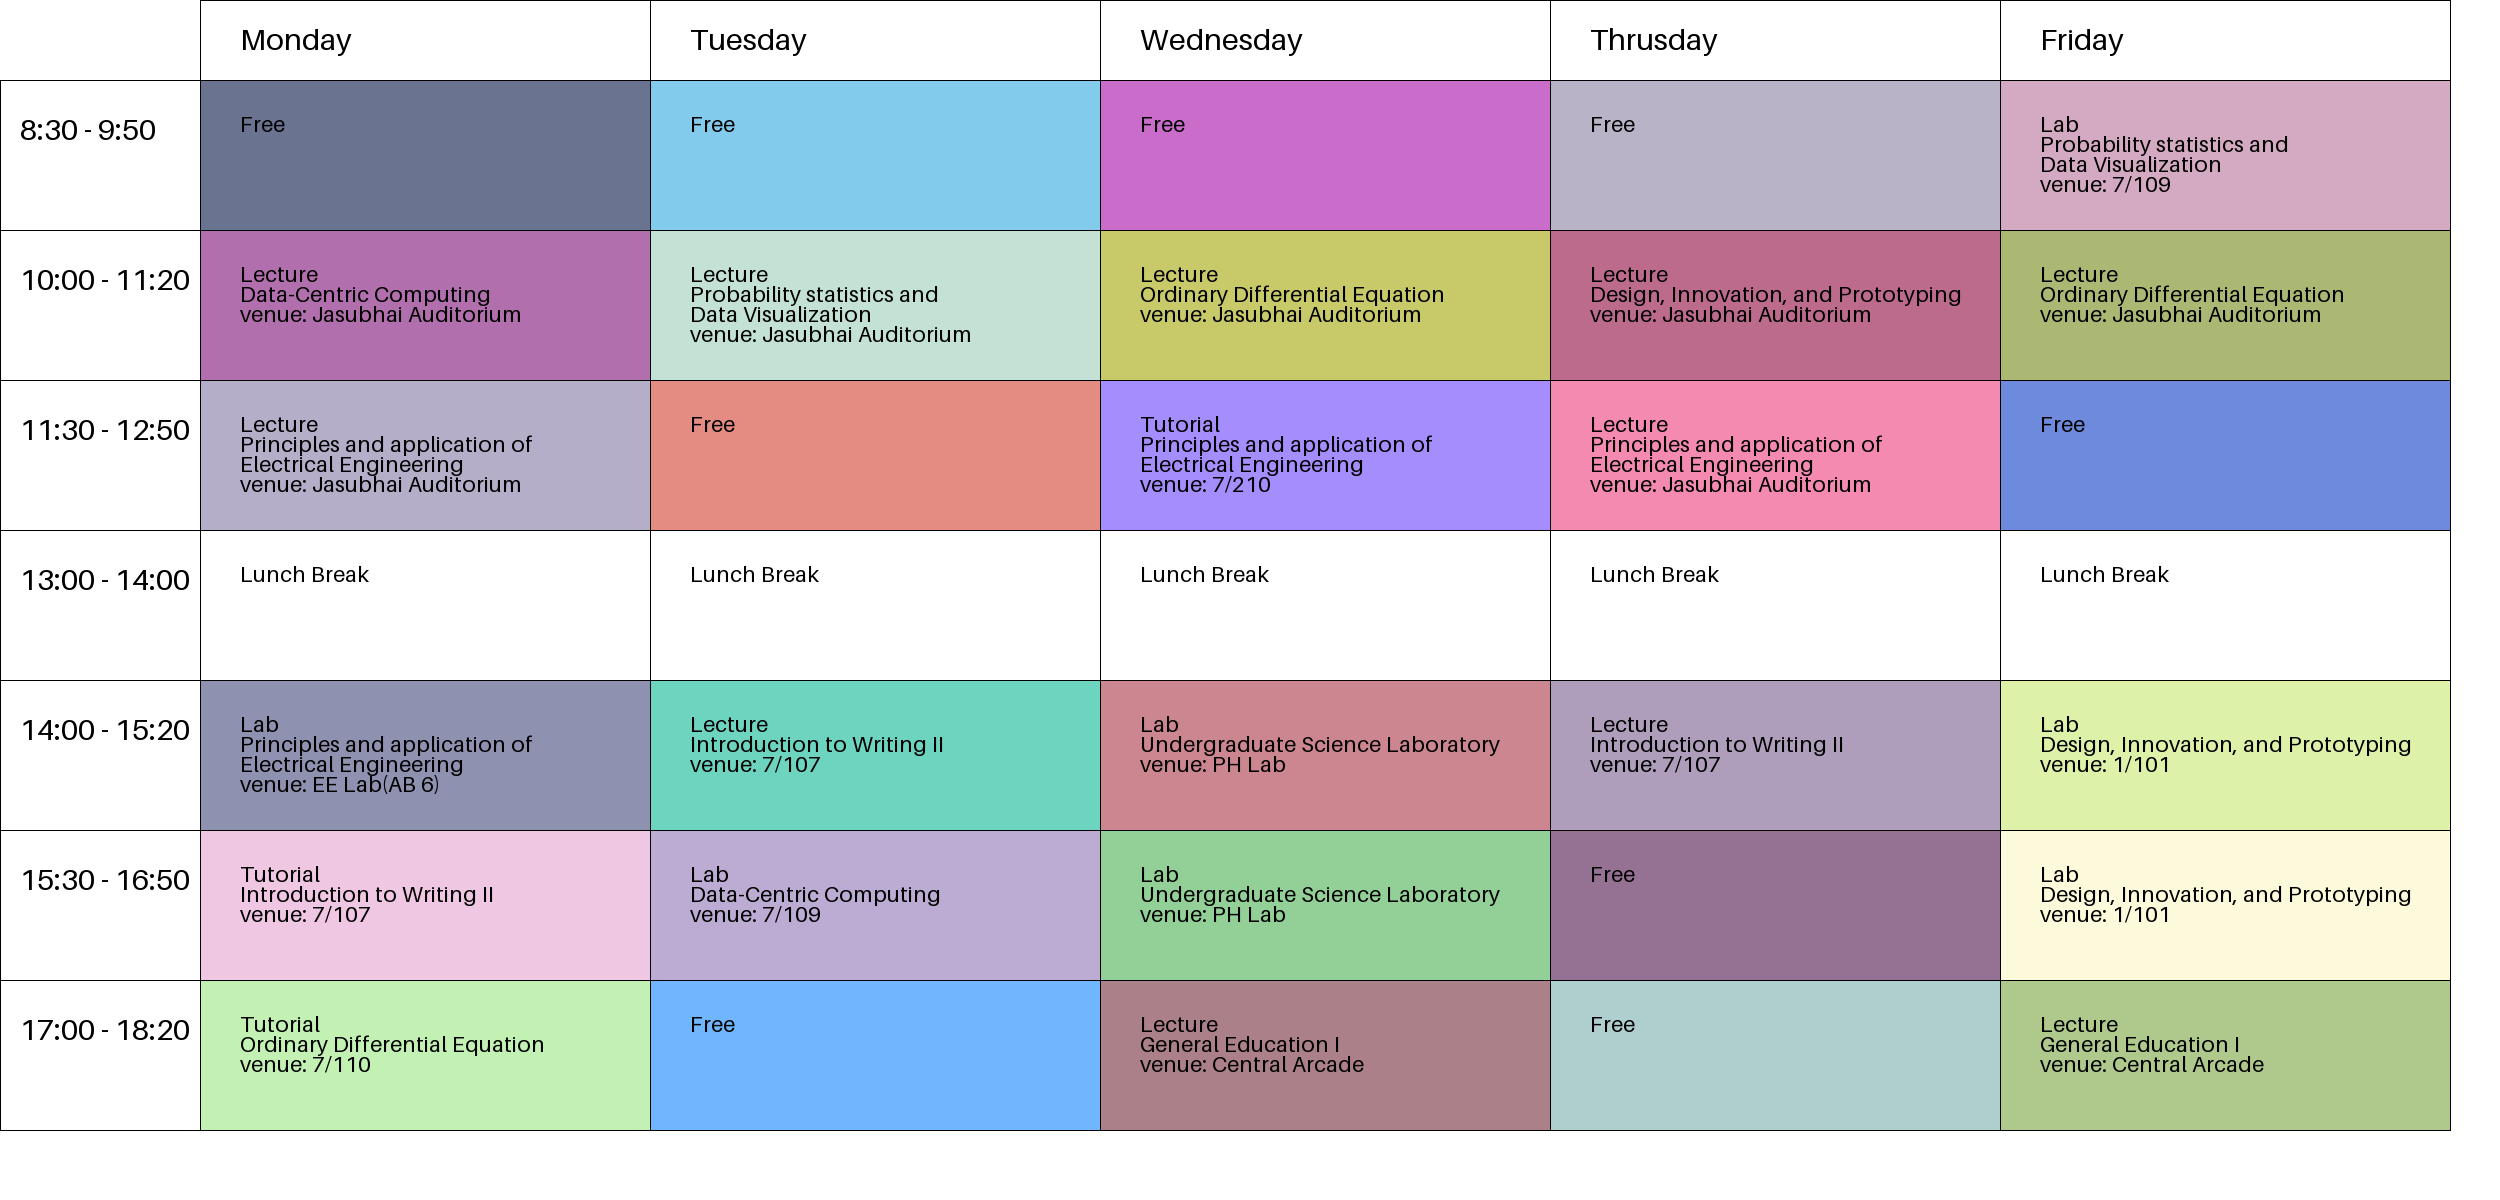 Monday
Tuesday
Wednesday
Thrusday
Friday
8:30 - 9:50
Free
Free
Free
Free
Lab
Probability statistics and
Data Visualization
venue: 7/109
10:00 - 11:20
Lecture
Data-Centric Computing
venue: Jasubhai Auditorium
Lecture
Probability statistics and
Data Visualization
venue: Jasubhai Auditorium
Lecture
Ordinary Differential Equation
venue: Jasubhai Auditorium
Lecture
Design, Innovation, and Prototyping
venue: Jasubhai Auditorium
Lecture
Ordinary Differential Equation
venue: Jasubhai Auditorium
11:30 - 12:50
Lecture
Principles and application of
Electrical Engineering
venue: Jasubhai Auditorium
Free
Tutorial
Principles and application of
Electrical Engineering
venue: 7/210
Lecture
Principles and application of
Electrical Engineering
venue: Jasubhai Auditorium
Free
13:00 - 14:00
Lunch Break
Lunch Break
Lunch Break
Lunch Break
Lunch Break
14:00 - 15:20
Lab
Principles and application of
Electrical Engineering
venue: EE Lab(AB 6)
Lecture
Introduction to Writing II
venue: 7/107
Lab
Undergraduate Science Laboratory
venue: PH Lab
Lecture
Introduction to Writing II
venue: 7/107
Lab
Design, Innovation, and Prototyping
venue: 1/101
15:30 - 16:50
Tutorial
Introduction to Writing II
venue: 7/107
Lab
Data-Centric Computing
venue: 7/109
Lab
Undergraduate Science Laboratory
venue: PH Lab
Free
Lab
Design, Innovation, and Prototyping
venue: 1/101
17:00 - 18:20
Tutorial
Ordinary Differential Equation
venue: 7/110
Free
Lecture
General Education I
venue: Central Arcade
Free
Lecture
General Education I
venue: Central Arcade